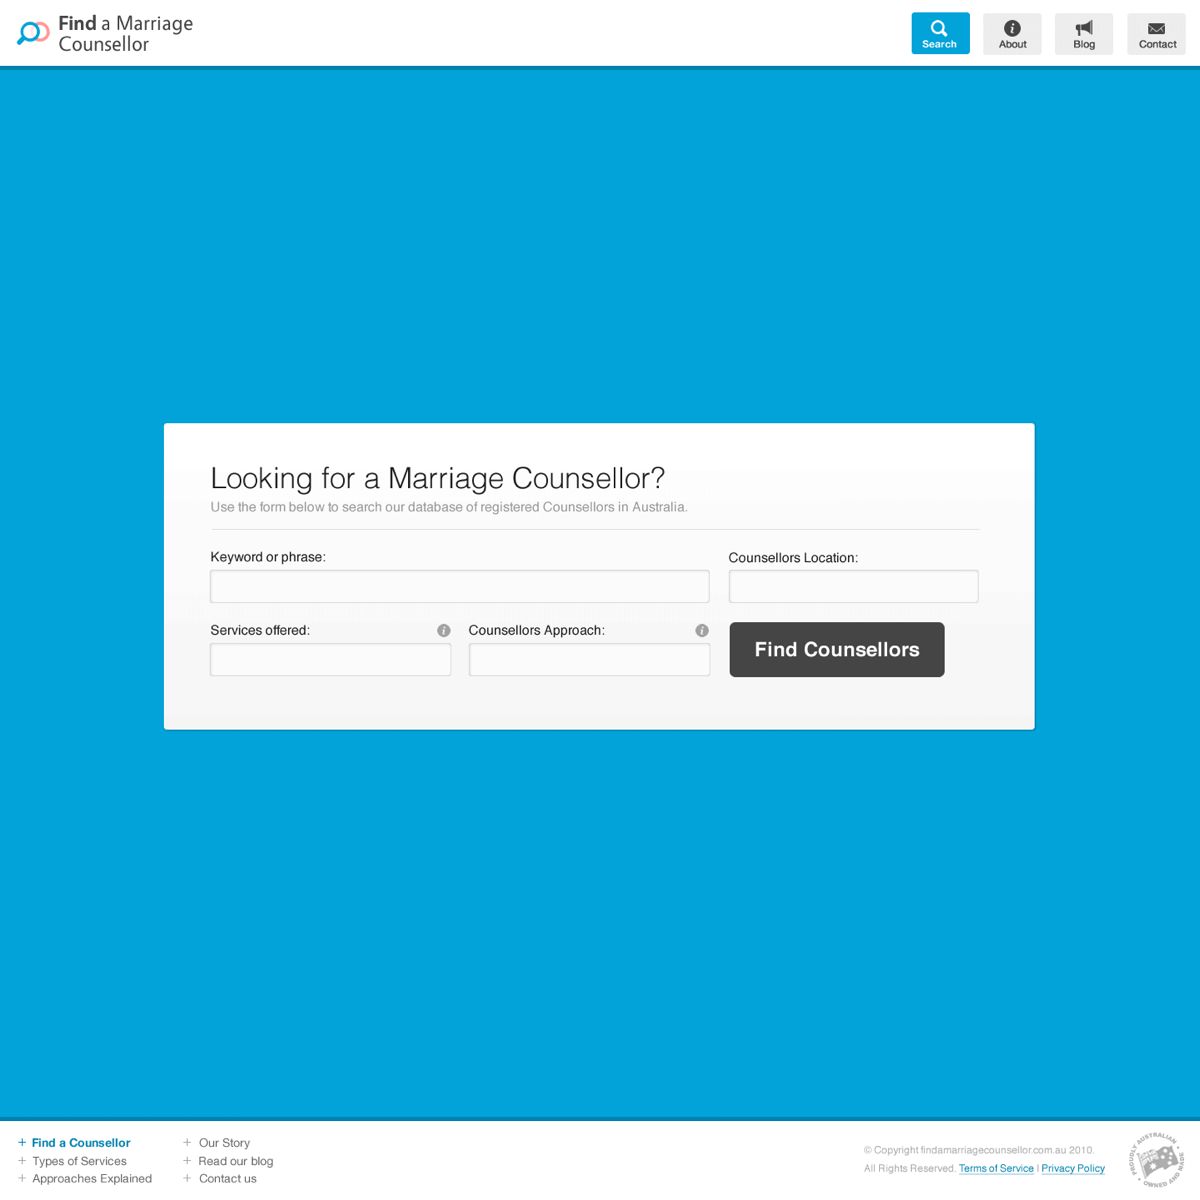 Find a Marriage
Counsellor
Search
About
Blog
Contact
Looking for a Marriage Counsellor?
Use the form below to search our database of registered Counsellors in Australia.
Keyword or phrase:
Counsellors Location:
Services offered:
Counsellors Approach:
Find Counsellors
+ Find a Counsellor
+ Types of Services
+ Approaches Explained
+ Our Story
+ Read our blog
+ Contact us
© Copyright findamarriagecounsellor.com.au 2010.
All Rights Reserved. Terms of Service | Privacy Policy
PROUDLY AUSTRALIAN • MADE AND OWNED •